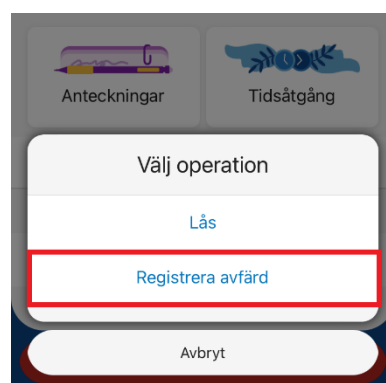 Anteckningar
Tidsåtgång
Välj operation
Lås
Registrera avfärd
Avbryt